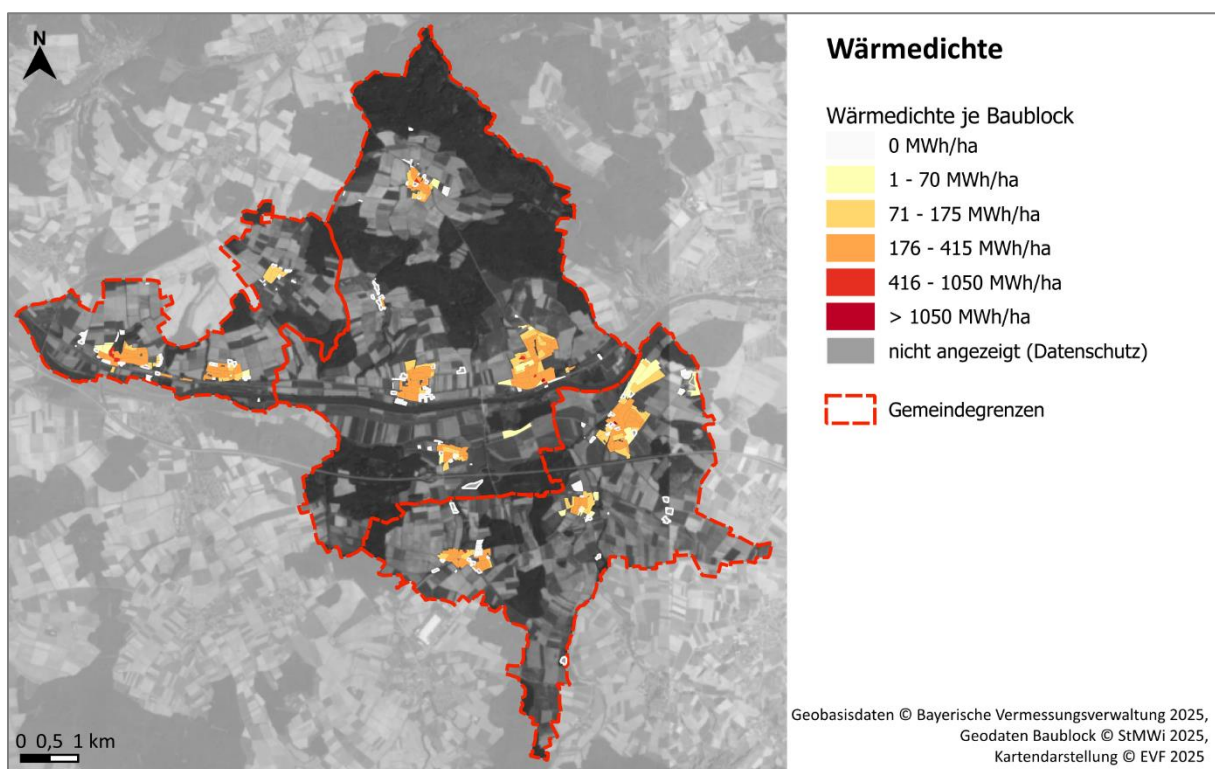 N
0 0,5 1 km
Wärmedichte
Wärmedichte je Baublock
0 MWh/ha
1 - 70 MWh/ha
71 - 175 MWh/ha
176 - 415 MWh/ha
416 - 1050 MWh/ha
> 1050 MWh/ha
nicht angezeigt (Datenschutz)
Gemeindegrenzen
Geobasisdaten © Bayerische Vermessungsverwaltung 2025,
Geodaten Baublock © StMWi 2025,
Kartendarstellung © EVF 2025